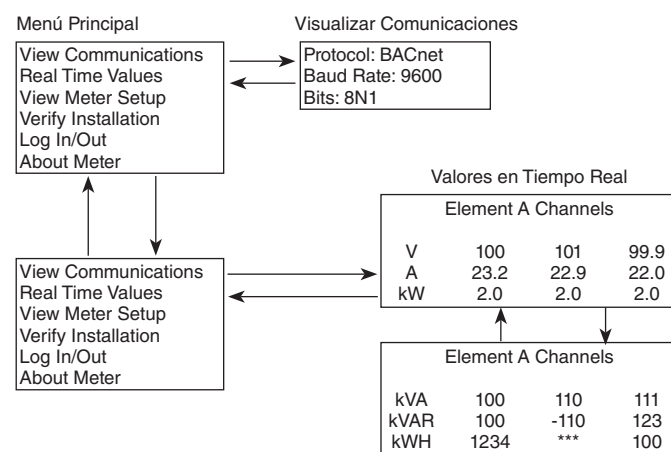 Menú Principal
View Communications
Real Time Values
View Meter Setup
Verify Installation
Log In/Out
About Meter
Visualizar Comunicaciones
Protocol: BACnet
Baud Rate: 9600
Bits: 8N1
View Communications
Real Time Values
View Meter Setup
Verify Installation
Log In/Out
About Meter
Valores en Tiempo Real
Element A Channels
V 100 101 99.9
A 23.2 22.9 22.0
kW 2.0 2.0 2.0
Element A Channels
kVA 100 110 111
kVAR 100 -110 123
kWH 1234 *** 100